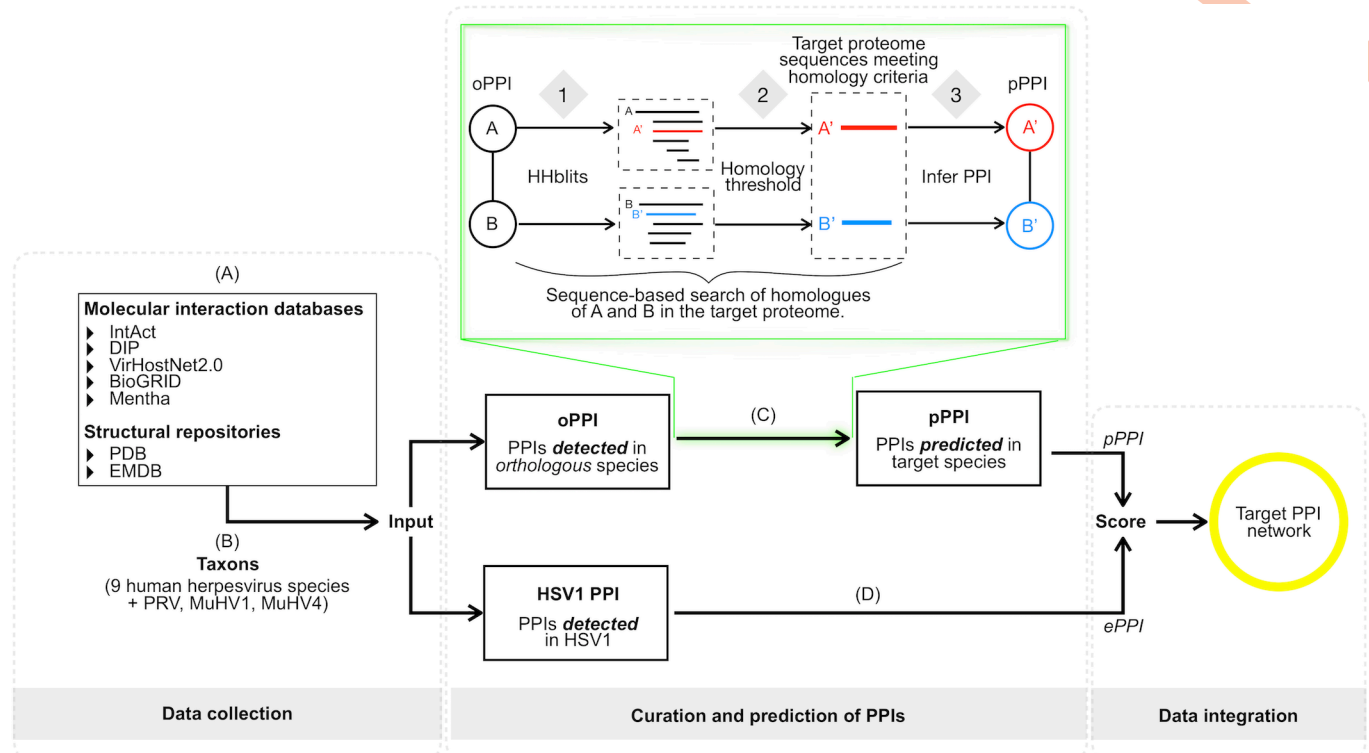 Target proteome
sequences meeting
homology criteria
oPPI
1
2
3
pPPI
A
A
A'
A'
A'
HHblits
Homology
threshold
Infer PPI
B
B
B'
B'
B'
Sequence-based search of homologues
of A and B in the target proteome.
(A)
Molecular interaction databases
IntAct
DIP
VirHostNet2.0
BioGRID
Mentha
Structural repositories
PDB
EMDB
(B)
Taxons
(9 human herpesvirus species
+ PRV, MuHV1, MuHV4)
Input
oPPI
PPIs detected in
orthologous species
(C)
pPPI
PPIs predicted in
target species
HSV1 PPI
PPIs detected
in HSV1
(D)
pPPI
Score
ePPI
Target PPI
network
Data collection
Curation and prediction of PPIs
Data integration